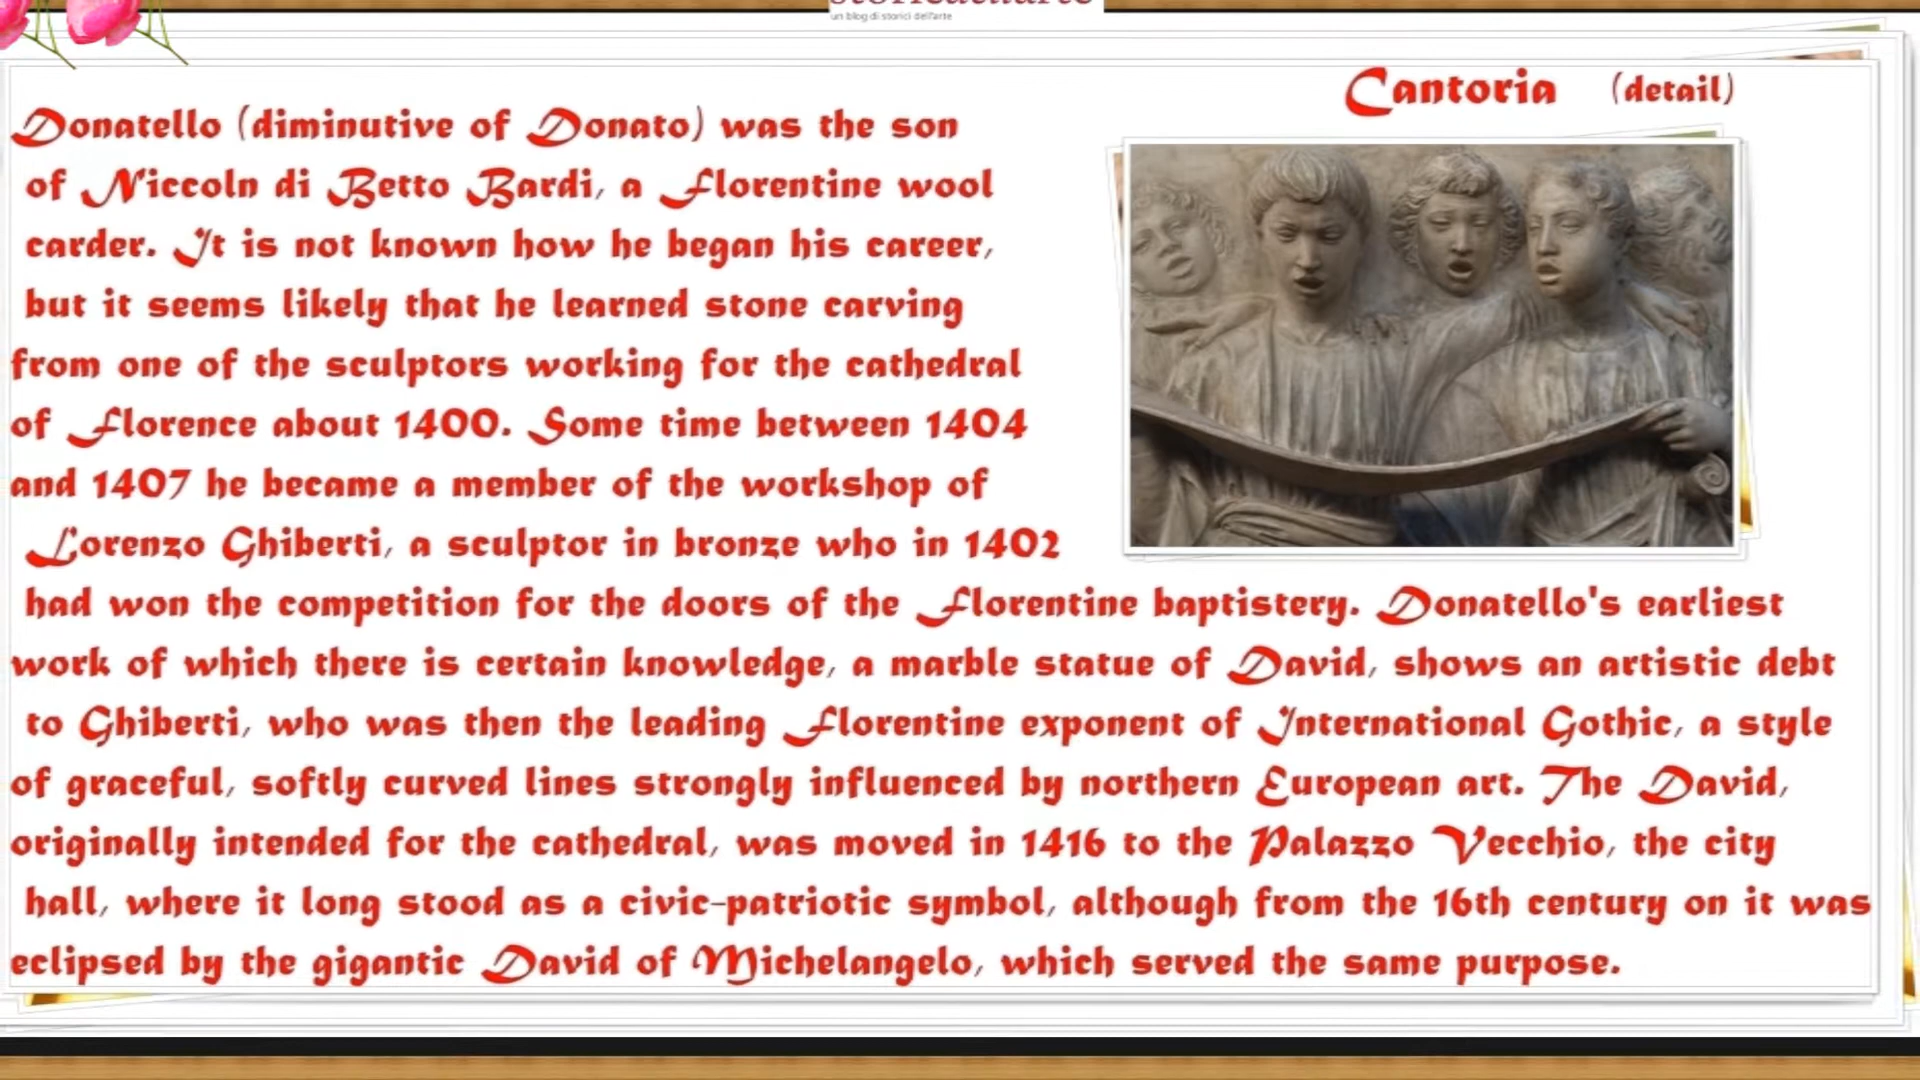 un blog di storici dell'arte
Cantoria (detail)
Donatello (diminutive of Donato) was the son
of Niccoln di Betto Bardi, a Florentine wool
carder. It is not known how he began his career,
but it seems likely that he learned stone carving
from one of the sculptors working for the cathedral
of Florence about 1400. Some time between 1404
and 1407 he became a member of the workshop of
Lorenzo Ghiberti, a sculptor in bronze who in 1402
had won the competition for the doors of the Florentine baptistery. Donatello's earliest
work of which there is certain knowledge, a marble statue of David, shows an artistic debt
to Ghiberti, who was then the leading Florentine exponent of International Gothic, a style
of graceful, softly curved lines strongly influenced by northern European art. The David,
originally intended for the cathedral, was moved in 1416 to the Palazzo Vecchio, the city
hall, where it long stood as a civic-patriotic symbol, although from the 16th century on it was
eclipsed by the gigantic David of Michelangelo, which served the same purpose.